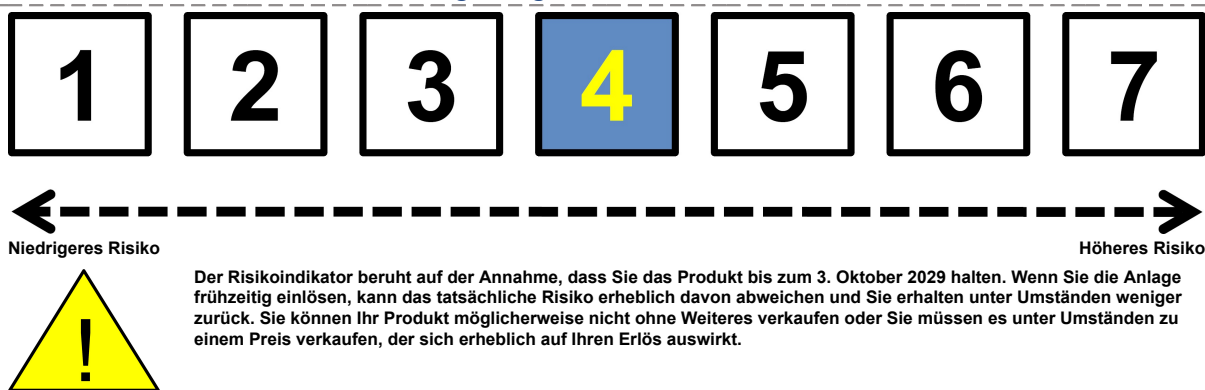 1 2 3 4 5 6 7
Niedrigeres Risiko Höheres Risiko
Der Risikoindikator beruht auf der Annahme, dass Sie das Produkt bis zum 3. Oktober 2029 halten. Wenn Sie die Anlage
frühzeitig einlösen, kann das tatsächliche Risiko erheblich davon abweichen und Sie erhalten unter Umständen weniger
zurück. Sie können Ihr Produkt möglicherweise nicht ohne Weiteres verkaufen oder Sie müssen es unter Umständen zu
einem Preis verkaufen, der sich erheblich auf Ihren Erlös auswirkt.
!